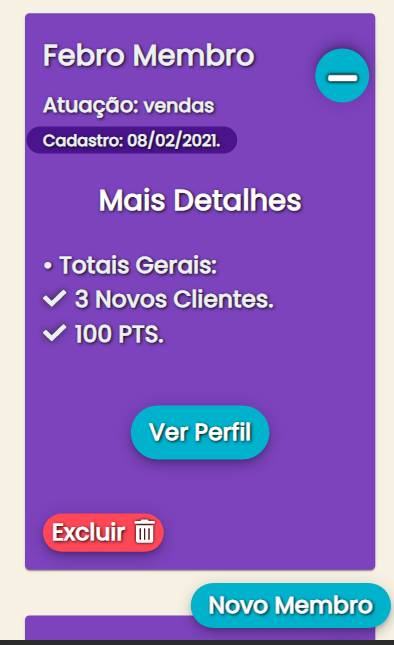 Febro Membro
Atuação: vendas
Cadastro: 08/02/2021.
Mais Detalhes
• Totais Gerais:
3 Novos Clientes.
100 PTS.
Ver Perfil
Excluir
Novo Membro